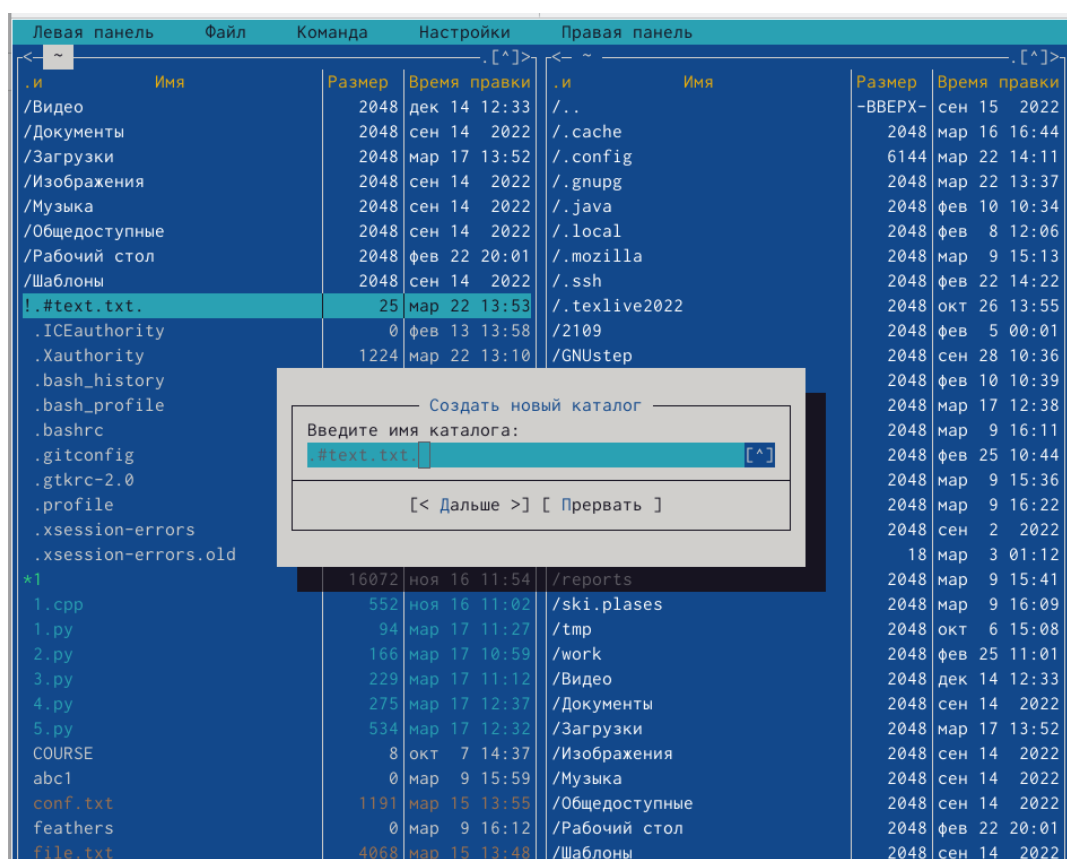 Левая панель Файл Команда Настройки Правая панель
<— ~ .[^]> <— ~ .[^]>
.и Имя Размер Время правки .и Имя Размер Время правки
/Видео 2048 дек 14 12:33 /.. -ВВЕРХ- сен 15 2022
/Документы 2048 сен 14 2022 /.cache 2048 мар 16 16:44
/Загрузки 2048 мар 17 13:52 /.config 6144 мар 22 14:11
/Изображения 2048 сен 14 2022 /.gnupg 2048 мар 22 13:37
/Музыка 2048 сен 14 2022 /.java 2048 фев 10 10:34
/Общедоступные 2048 сен 14 2022 /.local 2048 фев 8 12:06
/Рабочий стол 2048 фев 22 20:01 /.mozilla 2048 мар 9 15:13
/Шаблоны 2048 сен 14 2022 /.ssh 2048 фев 22 14:22
!.#text.txt. 25 мар 22 13:53 /.texlive2022 2048 окт 26 13:55
.ICEauthority 0 фев 13 13:58 /2109 2048 фев 5 00:01
.Xauthority 1224 мар 22 13:10 /GNUstep 2048 сен 28 10:36
.bash_history 2048 фев 10 10:39
.bash_profile Создать новый каталог 2048 мар 17 12:38
.bashrc Введите имя каталога: 2048 мар 9 16:11
.gitconfig .#text.txt. [^] 2048 фев 25 10:44
.gtkrc-2.0 2048 мар 9 15:36
.profile [< Дальше >] [ Прервать ] 2048 мар 9 16:22
.xsession-errors 2048 сен 2 2022
.xsession-errors.old 18 мар 3 01:12
*1 16072 ноя 16 11:54 /reports 2048 мар 9 15:41
1.cpp 552 ноя 16 11:02 /ski.plases 2048 мар 9 16:09
1.py 94 мар 17 11:27 /tmp 2048 окт 6 15:08
2.py 166 мар 17 10:59 /work 2048 фев 25 11:01
3.py 229 мар 17 11:12 /Видео 2048 дек 14 12:33
4.py 275 мар 17 12:37 /Документы 2048 сен 14 2022
5.py 534 мар 17 12:32 /Загрузки 2048 мар 17 13:52
COURSE 8 окт 7 14:37 /Изображения 2048 сен 14 2022
abc1 0 мар 9 15:59 /Музыка 2048 сен 14 2022
conf.txt 1191 мар 15 13:55 /Общедоступные 2048 сен 14 2022
feathers 0 мар 9 16:12 /Рабочий стол 2048 фев 22 20:01
file.txt 4068 мар 15 13:48 /Шаблоны 2048 сен 14 2022